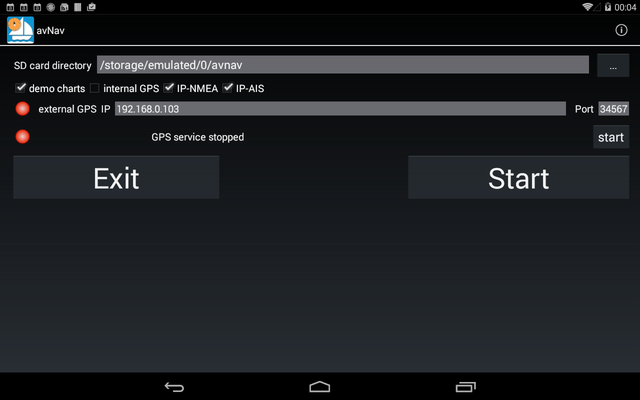 00:04
avNav
SD card directory /storage/emulated/0/avnav ...
demo charts internal GPS IP-NMEA IP-AIS
external GPS IP 192.168.0.103 Port 34567
GPS service stopped start
Exit Start